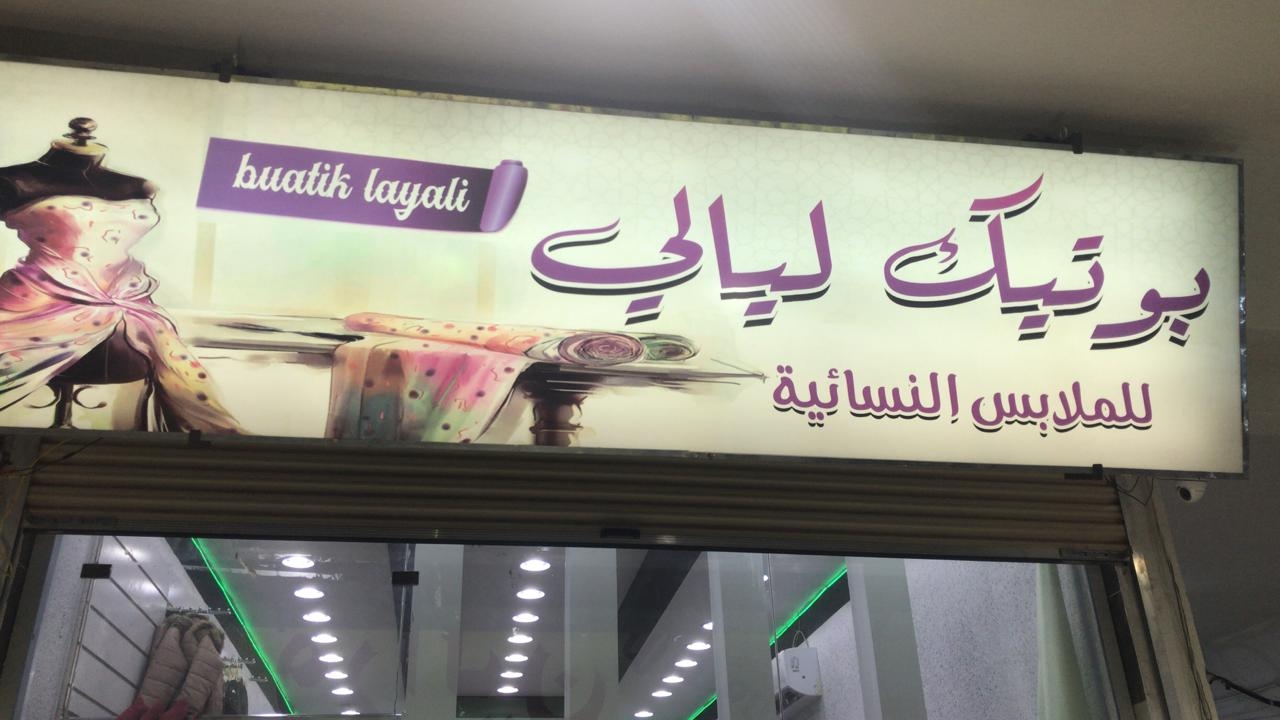 buatik layali
بوتيك ليالي
للملابس النسائية